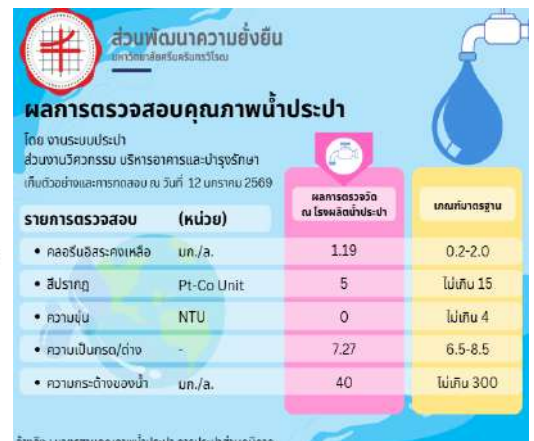 ส่วนพัฒนาความยั่งยืน
มหาวิทยาลัยศรีนครินทรวิโรฒ
ผลการตรวจสอบคุณภาพน้ำประปา
โดย งานระบบประปา
ส่วนงานวิศวกรรม บริหารอาคารและบำรุงรักษา
เก็บตัวอย่างและการทดสอบ ณ วันที่ 12 มกราคม 2569
รายการตรวจสอบ (หน่วย) ผลการตรวจวัด ณ โรงผลิตน้ำประปา เกณฑ์มาตรฐาน
• คลอรีนอิสระคงเหลือ มก./ล. 1.19 0.2-2.0
• สีปรากฏ Pt-Co Unit 5 ไม่เกิน 15
• ความขุ่น NTU 0 ไม่เกิน 4
• ความเป็นกรด/ด่าง - 7.27 6.5-8.5
• ความกระด้างของน้ำ มก./ล. 40 ไม่เกิน 300